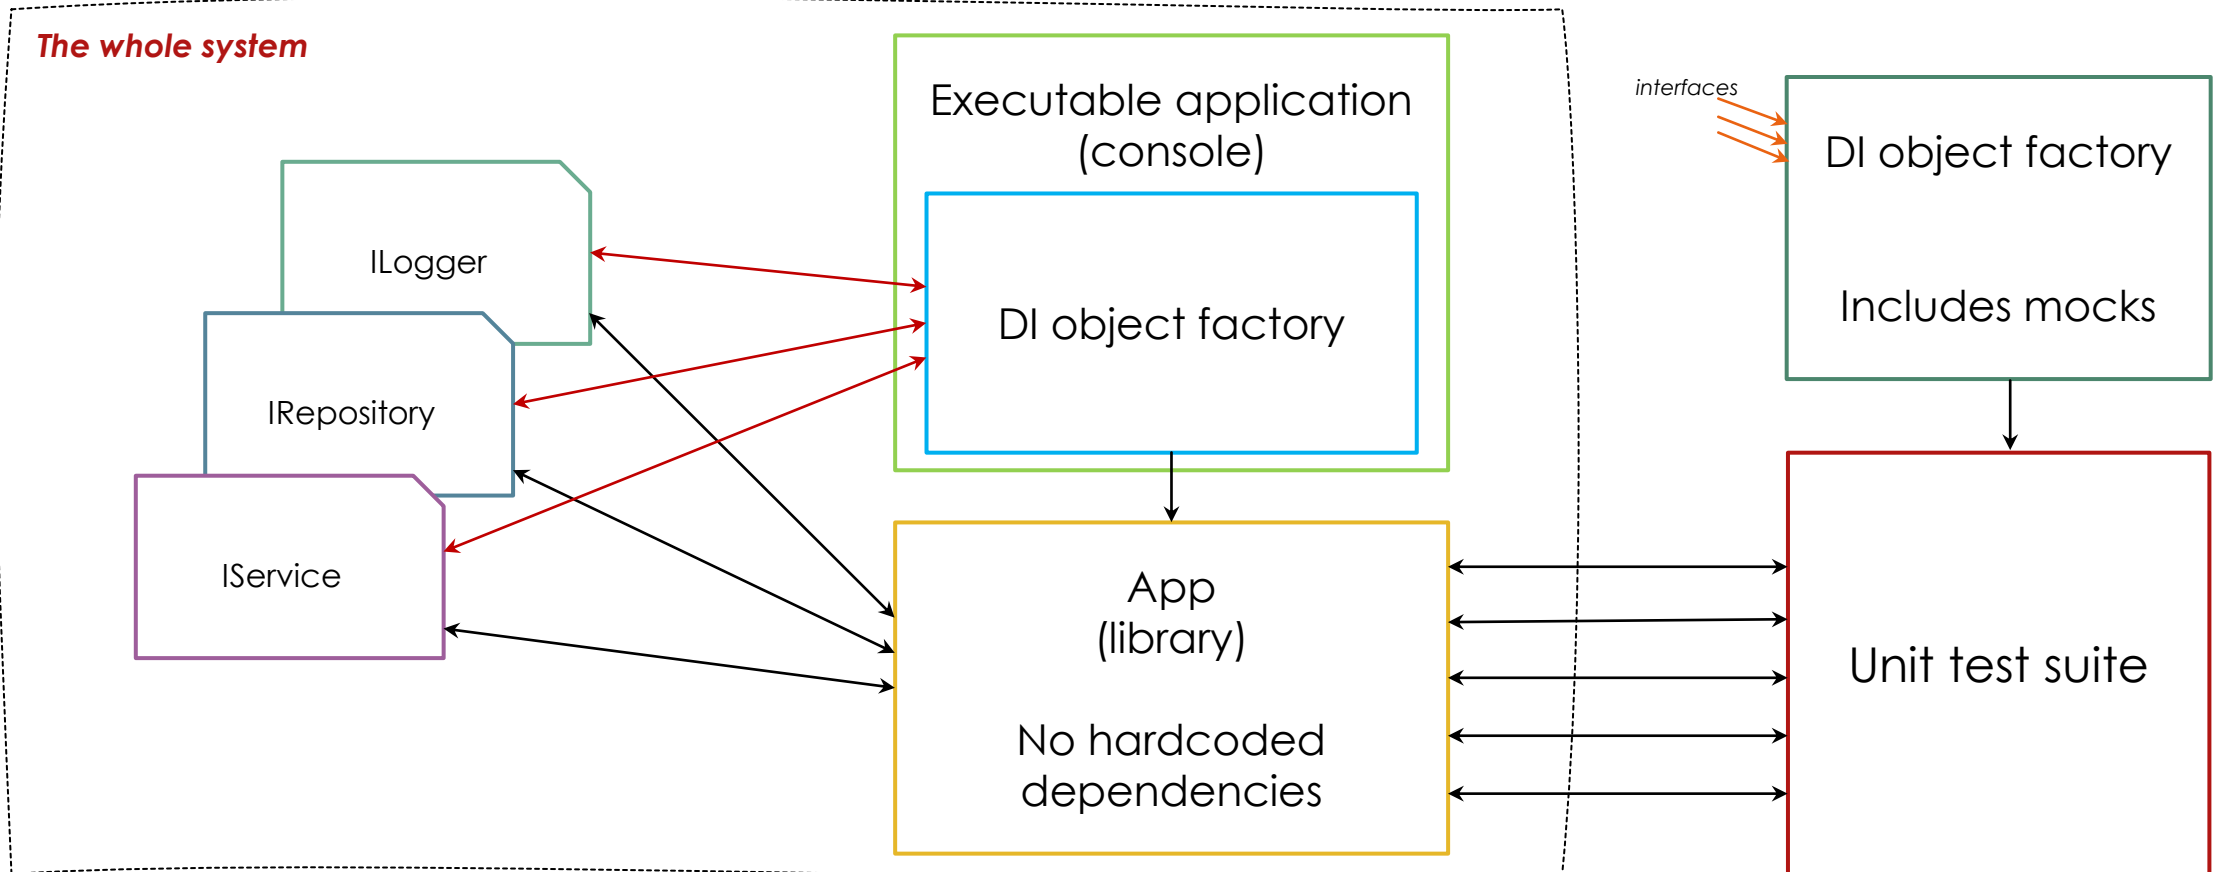 The whole system
Executable application
(console)
DI object factory
ILogger
IRepository
IService
App
(library)
No hardcoded
dependencies
interfaces
DI object factory
Includes mocks
Unit test suite